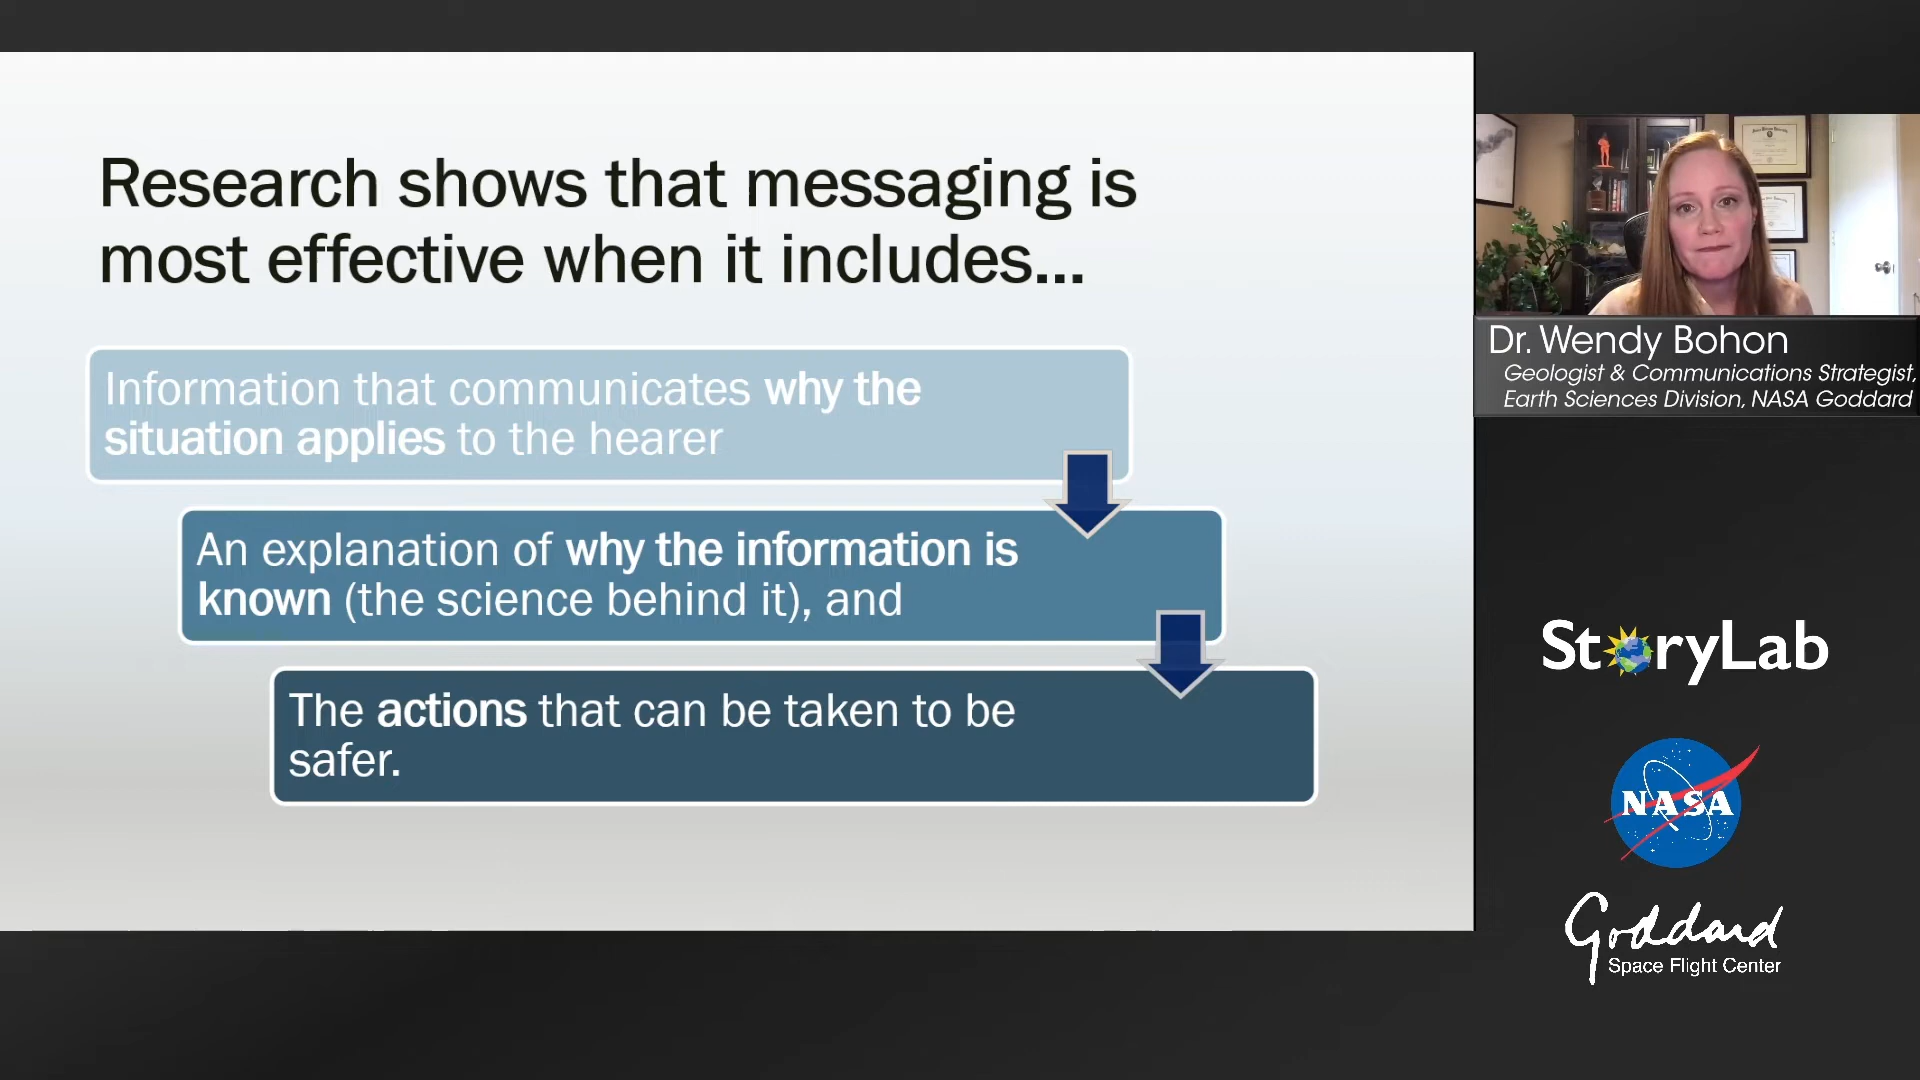 Research shows that messaging is
most effective when it includes...
Information that communicates why the
situation applies to the hearer
An explanation of why the information is
known (the science behind it), and
The actions that can be taken to be
safer.
Dr. Wendy Bohon
Geologist & Communications Strategist,
Earth Sciences Division, NASA Goddard
StoryLab
NASA
Goddard
Space Flight Center